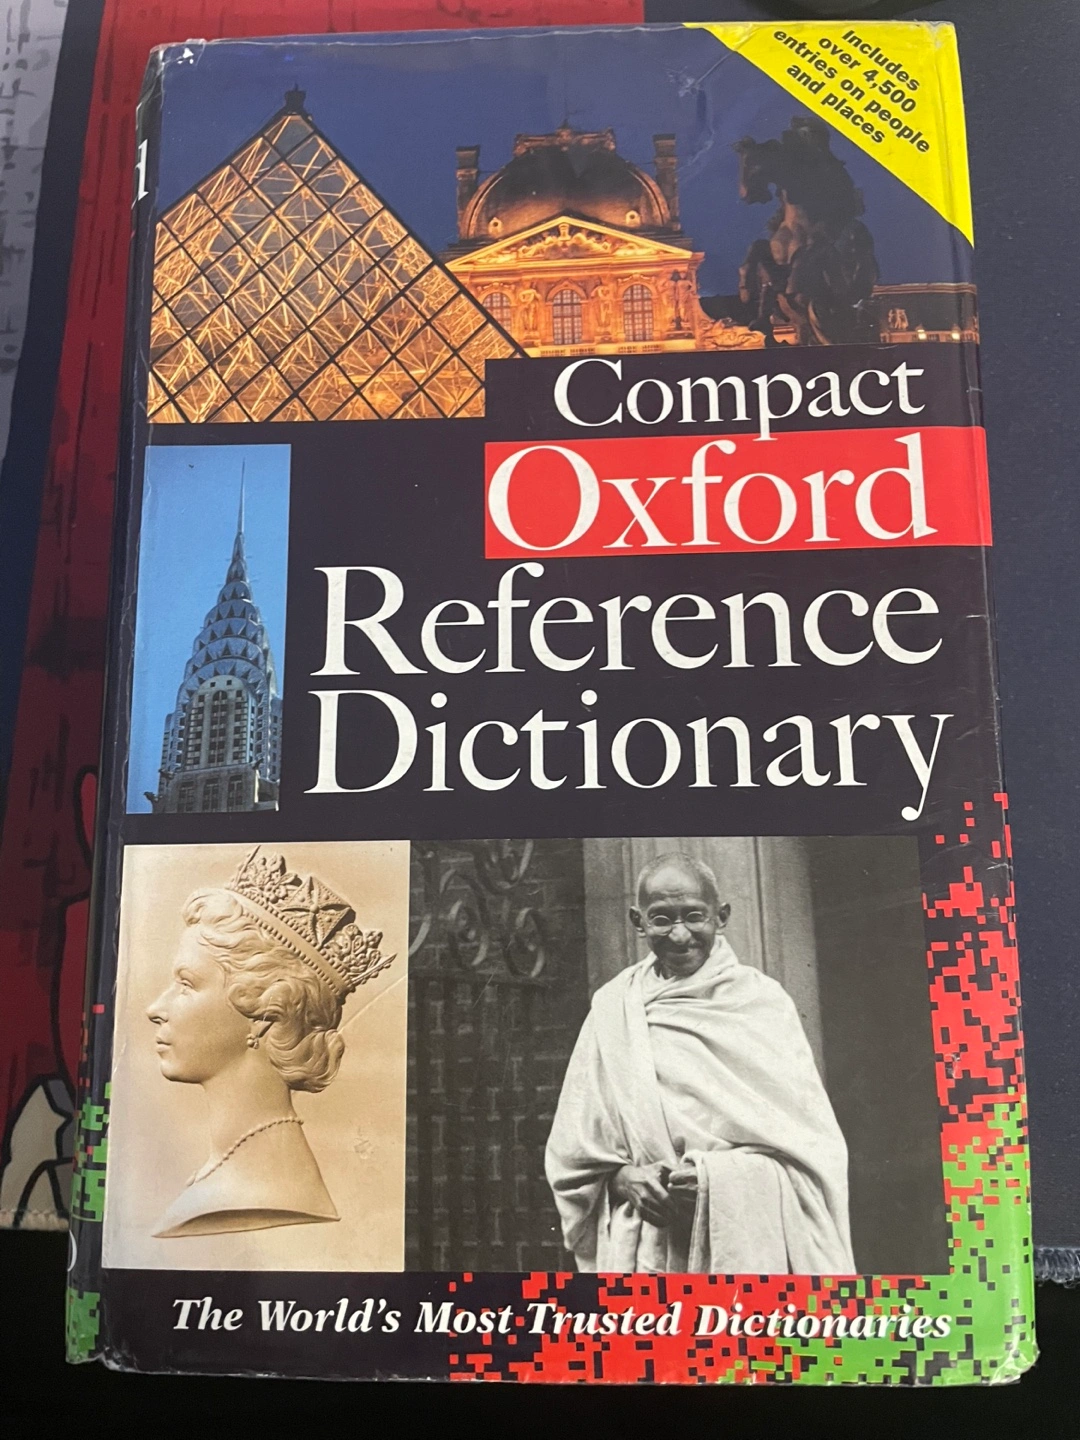 Includes
over 4,500
entries on people
and places
Compact
Oxford
Reference
Dictionary
The World's Most Trusted Dictionaries